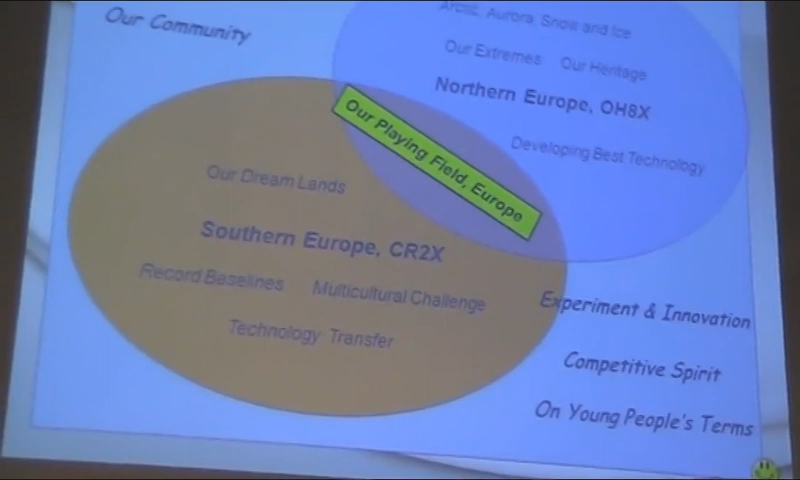 Our Community
Arctic, Aurora, Snow and Ice
Our Extremes Our Heritage
Northern Europe, OH8X
Developing Best Technology
Our Playing Field, Europe
Our Dream Lands
Southern Europe, CR2X
Record Baselines Multicultural Challenge
Technology Transfer
Experiment & Innovation
Competitive Spirit
On Young People's Terms